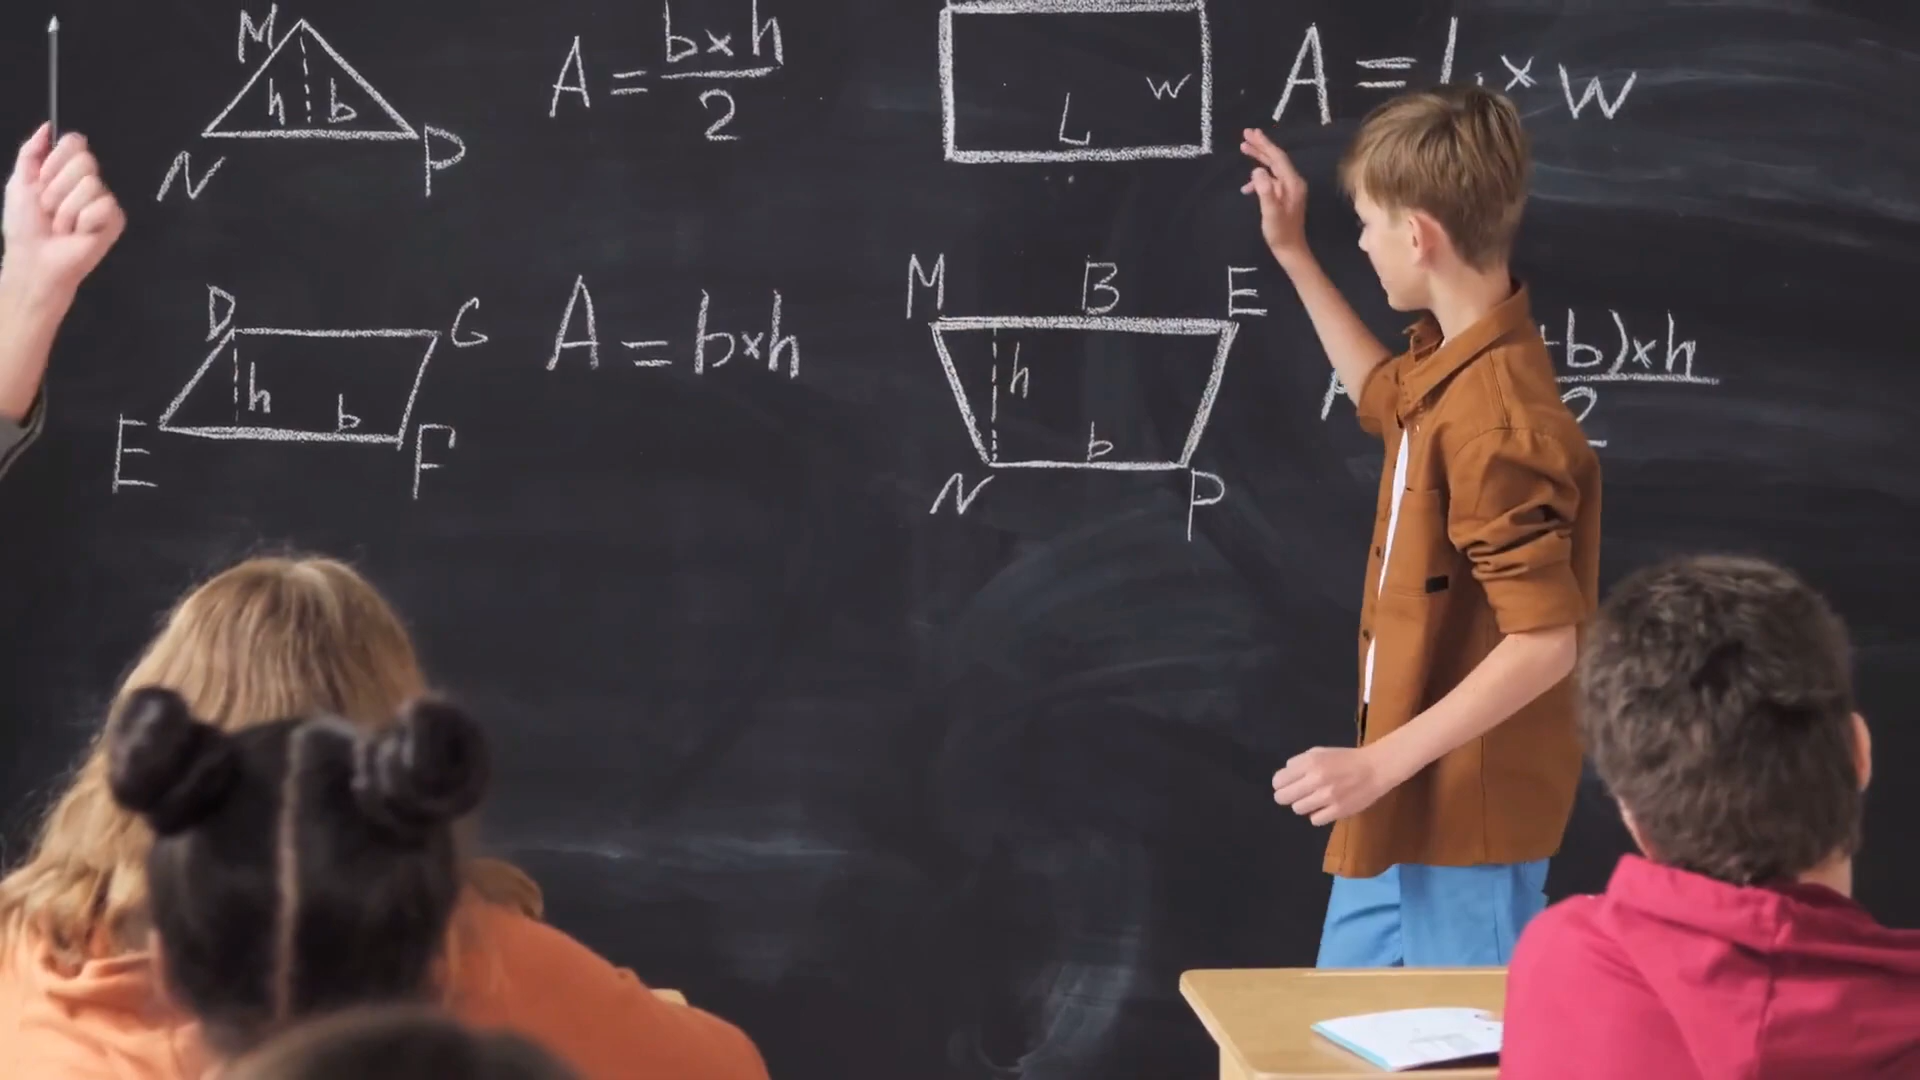 M
h b
N P
A = b×h
2
L w
A = L × w
D G
h b
E F
A = b×h
M B E
h
b
N P
b)×h
2